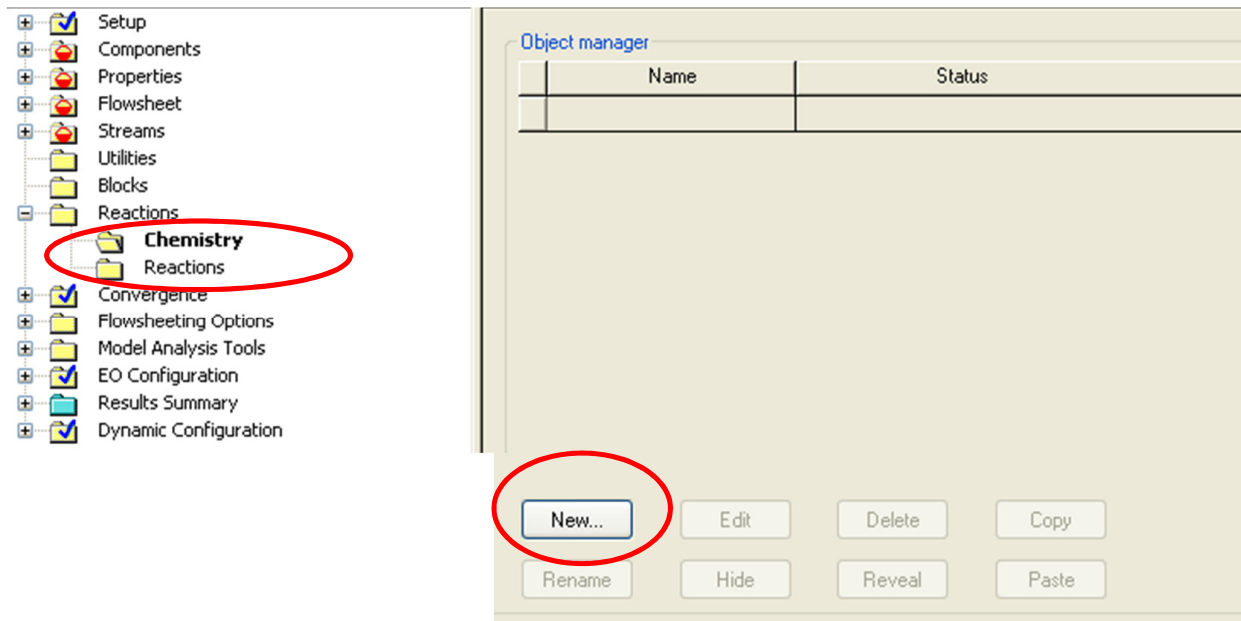 Setup
Components
Properties
Flowsheet
Streams
Utilities
Blocks
Reactions
Chemistry
Reactions
Convergence
Flowsheeting Options
Model Analysis Tools
EO Configuration
Results Summary
Dynamic Configuration
Object manager
Name Status
New... Edit Delete Copy
Rename Hide Reveal Paste